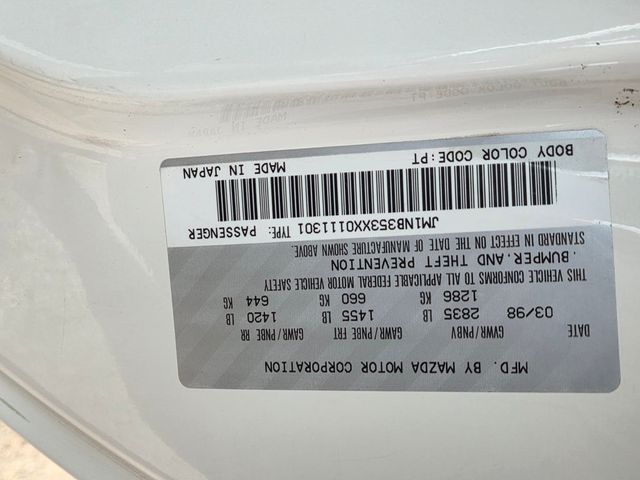 MFD. BY MAZDA MOTOR CORPORATION
DATE GVWR/PNBV GAWR/PNBE FRT GAWR/PNBE RR
03/98 2835 LB 1455 LB 1420 LB
1286 KG 660 KG 644 KG
THIS VEHICLE CONFORMS TO ALL APPLICABLE FEDERAL MOTOR VEHICLE SAFETY
.BUMPER.AND THEFT PREVENTION
STANDARD IN EFFECT ON THE DATE OF MANUFACTURE SHOWN ABOVE.
JM1NB353XX0111301 TYPE: PASSENGER
BODY COLOR CODE:PT MADE IN JAPAN